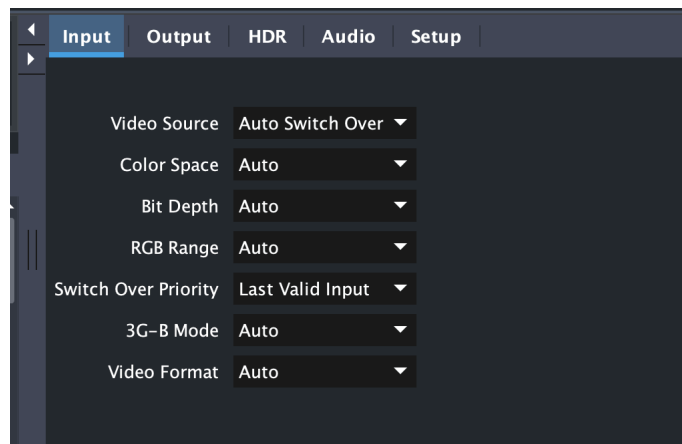 Input Output HDR Audio Setup
Video Source Auto Switch Over
Color Space Auto
Bit Depth Auto
RGB Range Auto
Switch Over Priority Last Valid Input
3G-B Mode Auto
Video Format Auto